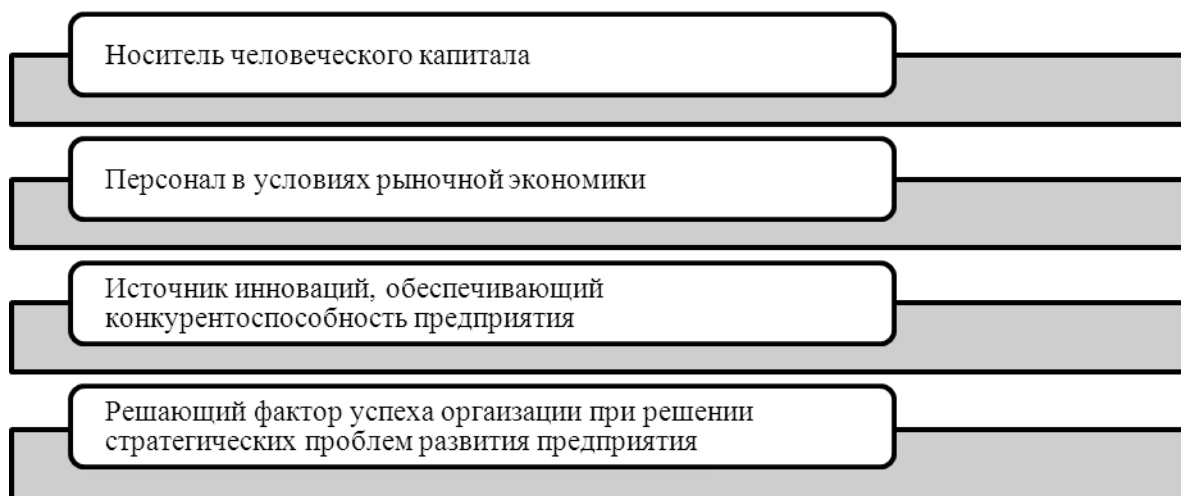 Носитель человеческого капитала
Персонал в условиях рыночной экономики
Источник инноваций, обеспечивающий
конкурентоспособность предприятия
Решающий фактор успеха оргаизации при решении
стратегических проблем развития предприятия